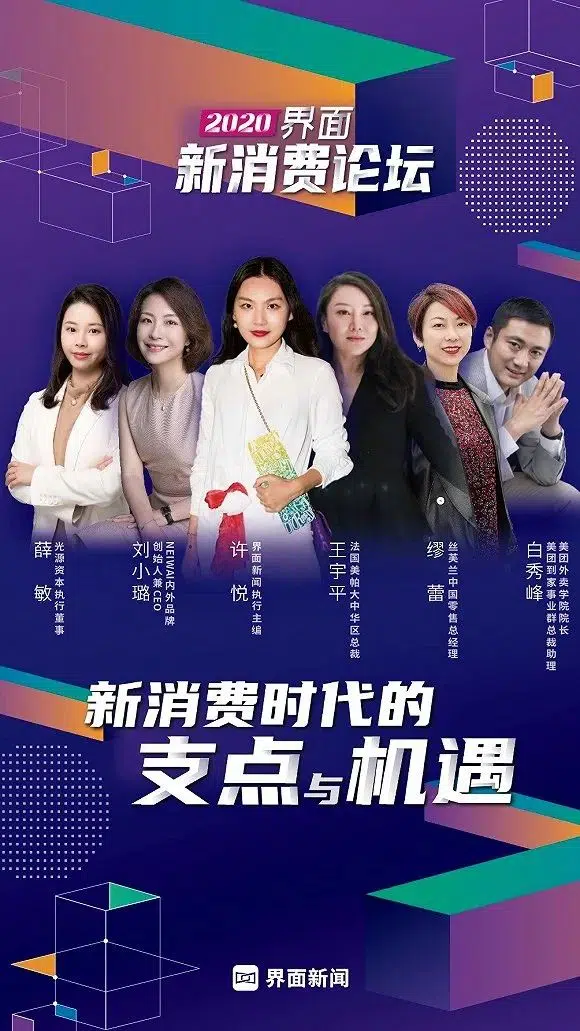 2020 界面
新消费论坛
薛敏
光源资本执行董事
刘小璐
NEIWAI内外品牌
创始人兼CEO
许悦
界面新闻执行主编
王宇平
法国美帕大中华区总裁
缪蕾
丝芙兰中国零售总经理
白秀峰
美团外卖学院院长
美团到家事业群总裁助理
新消费时代的
支点与机遇
界面新闻